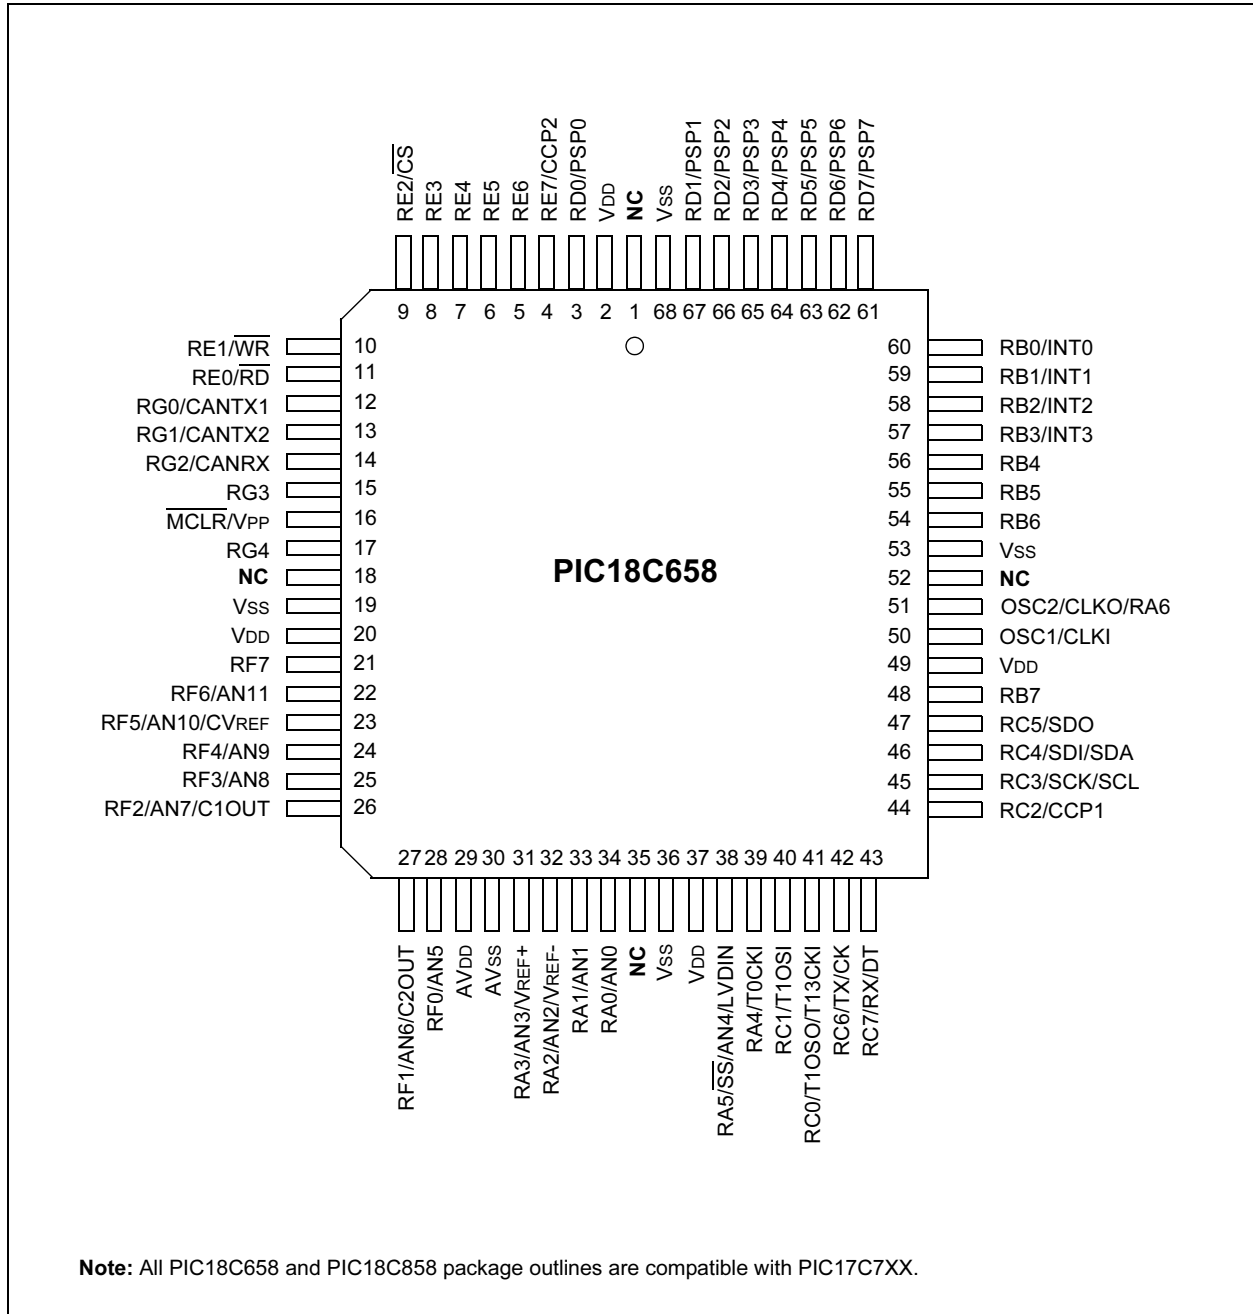 RE2/CS
RE3
RE4
RE5
RE6
RE7/CCP2
RD0/PSP0
VDD
NC
VSS
RD1/PSP1
RD2/PSP2
RD3/PSP3
RD4/PSP4
RD5/PSP5
RD6/PSP6
RD7/PSP7
9 8 7 6 5 4 3 2 1 68 67 66 65 64 63 62 61
RE1/WR 10
RE0/RD 11
RG0/CANTX1 12
RG1/CANTX2 13
RG2/CANRX 14
RG3 15
MCLR/VPP 16
RG4 17
NC 18
VSS 19
VDD 20
RF7 21
RF6/AN11 22
RF5/AN10/CVREF 23
RF4/AN9 24
RF3/AN8 25
RF2/AN7/C1OUT 26
PIC18C658
60 RB0/INT0
59 RB1/INT1
58 RB2/INT2
57 RB3/INT3
56 RB4
55 RB5
54 RB6
53 VSS
52 NC
51 OSC2/CLKO/RA6
50 OSC1/CLKI
49 VDD
48 RB7
47 RC5/SDO
46 RC4/SDI/SDA
45 RC3/SCK/SCL
44 RC2/CCP1
27 28 29 30 31 32 33 34 35 36 37 38 39 40 41 42 43
RF1/AN6/C2OUT
RF0/AN5
AVDD
AVSS
RA3/AN3/VREF+
RA2/AN2/VREF-
RA1/AN1
RA0/AN0
NC
VSS
VDD
RA5/SS/AN4/LVDIN
RA4/T0CKI
RC1/T1OSI
RC0/T1OSO/T13CKI
RC6/TX/CK
RC7/RX/DT
Note: All PIC18C658 and PIC18C858 package outlines are compatible with PIC17C7XX.